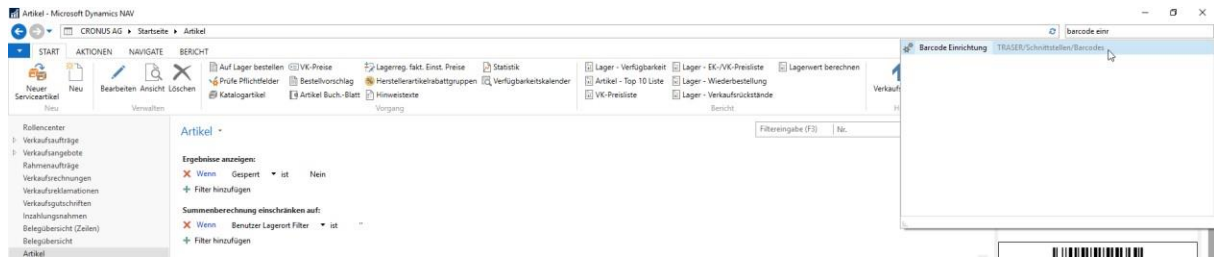 Artikel - Microsoft Dynamics NAV
CRONUS AG ▸ Startseite ▸ Artikel
barcode einr
START AKTIONEN NAVIGATE BERICHT
Barcode Einrichtung TRASER/Schnittstellen/Barcodes
Neuer Serviceartikel
Neu
Bearbeiten
Ansicht
Löschen
Auf Lager bestellen
VK-Preise
Lagerreg. fakt. Einst. Preise
Statistik
Prüfe Pflichtfelder
Bestellvorschlag
Herstellerartikelrabattgruppen
Verfügbarkeitskalender
Katalogartikel
Artikel Buch.-Blatt
Hinweistexte
Lager - Verfügbarkeit
Lager - EK-/VK-Preisliste
Lagerwert berechnen
Artikel - Top 10 Liste
Lager - Wiederbestellung
VK-Preisliste
Lager - Verkaufsrückstände
Verkauf
Neu
Verwalten
Vorgang
Bericht
Rollencenter
Verkaufsaufträge
Verkaufsangebote
Rahmenaufträge
Verkaufsrechnungen
Verkaufsreklamationen
Verkaufsgutschriften
Inzahlungsnahmen
Belegübersicht (Zeilen)
Belegübersicht
Artikel
Artikel
Filtereingabe (F3) Nr.
Ergebnisse anzeigen:
Wenn Gesperrt ist Nein
Filter hinzufügen
Summenberechnung einschränken auf:
Wenn Benutzer Lagerort Filter ist ''
Filter hinzufügen